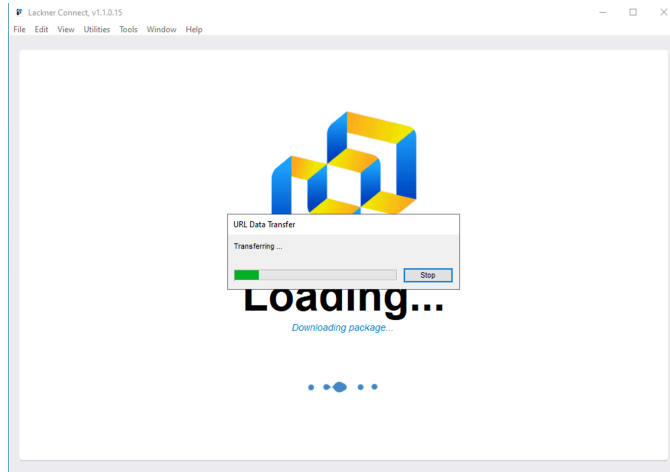 Lackner Connect, v1.1.0.15
File Edit View Utilities Tools Window Help
URL Data Transfer
Transferring ...
Stop
Loading...
Downloading package...